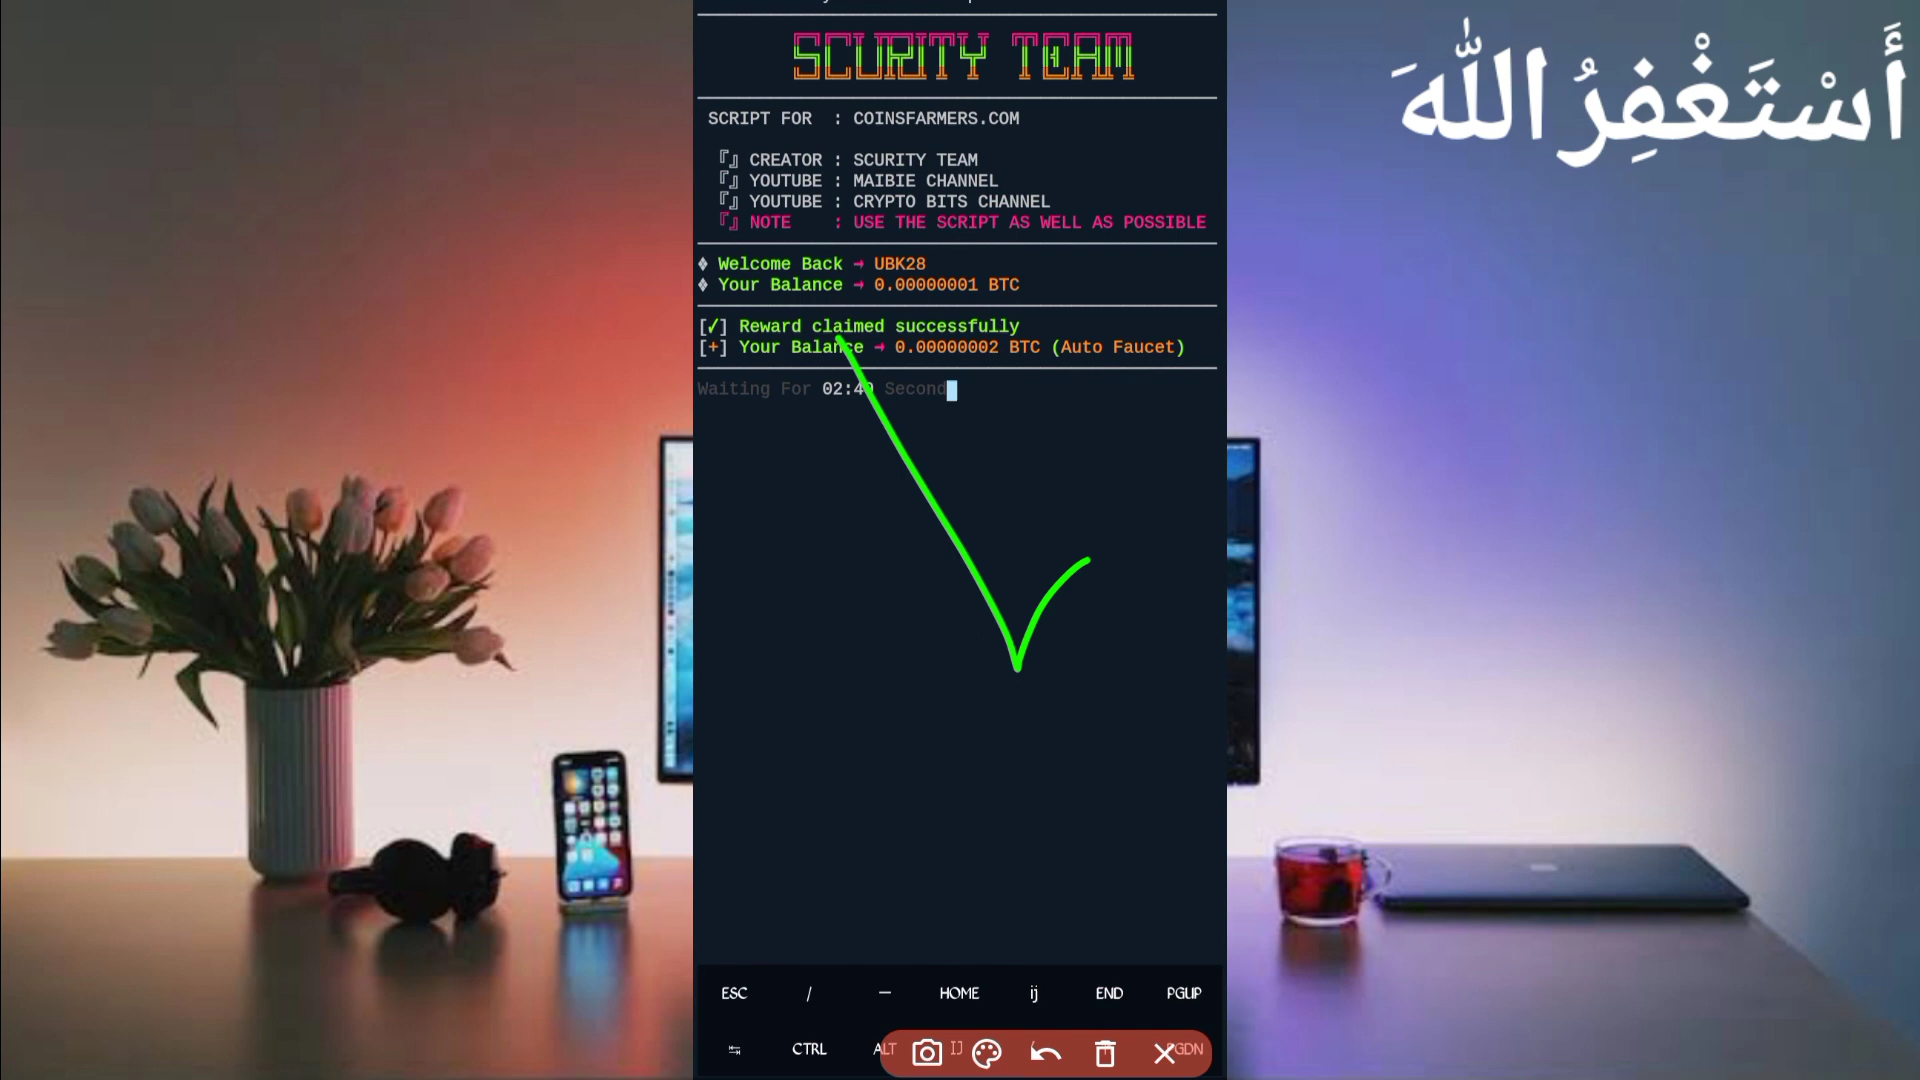 SCURITY TEAM
SCRIPT FOR : COINSFARMERS.COM
『』 CREATOR : SCURITY TEAM
『』 YOUTUBE : MAIBIE CHANNEL
『』 YOUTUBE : CRYPTO BITS CHANNEL
『』 NOTE : USE THE SCRIPT AS WELL AS POSSIBLE
Welcome Back → UBK28
Your Balance → 0.00000001 BTC
[✓] Reward claimed successfully
[+] Your Balance → 0.00000002 BTC (Auto Faucet)
Waiting For Second
ESC / — HOME ij END PGUP
CTRL ALT PGDN
أَسْتَغْفِرُ اللّٰهَ